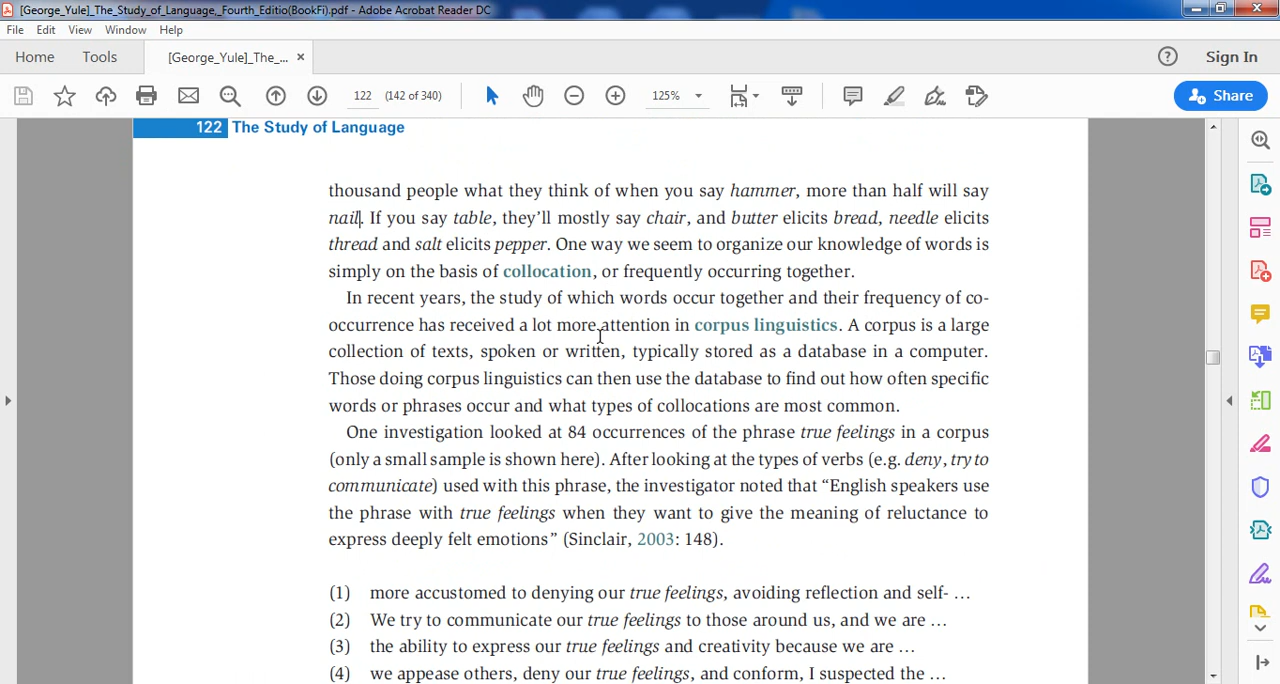 [George_Yule]_The_Study_of_Language,_Fourth_Editio(BookFi).pdf - Adobe Acrobat Reader DC
File Edit View Window Help
Home Tools [George_Yule]_The_... × ? Sign In
122 (142 of 340) 125% Share
122 The Study of Language
thousand people what they think of when you say hammer, more than half will say
nail. If you say table, they’ll mostly say chair, and butter elicits bread, needle elicits
thread and salt elicits pepper. One way we seem to organize our knowledge of words is
simply on the basis of collocation, or frequently occurring together.
In recent years, the study of which words occur together and their frequency of co-
occurrence has received a lot more attention in corpus linguistics. A corpus is a large
collection of texts, spoken or written, typically stored as a database in a computer.
Those doing corpus linguistics can then use the database to find out how often specific
words or phrases occur and what types of collocations are most common.
One investigation looked at 84 occurrences of the phrase true feelings in a corpus
(only a small sample is shown here). After looking at the types of verbs (e.g. deny, try to
communicate) used with this phrase, the investigator noted that “English speakers use
the phrase with true feelings when they want to give the meaning of reluctance to
express deeply felt emotions” (Sinclair, 2003: 148).
(1) more accustomed to denying our true feelings, avoiding reflection and self- ...
(2) We try to communicate our true feelings to those around us, and we are ...
(3) the ability to express our true feelings and creativity because we are ...
(4) we appease others, deny our true feelings, and conform, I suspected the ...